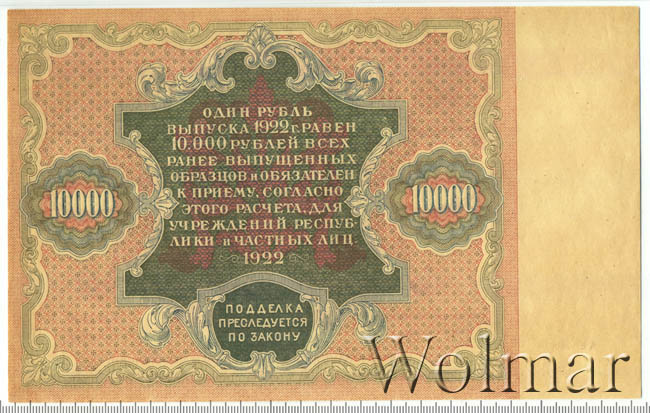 ОДИН РУБЛЬ
ВЫПУСКА 1922 г. РАВЕН
10.000 РУБЛЕЙ ВСЕХ
РАНЕЕ ВЫПУЩЕННЫХ
ОБРАЗЦОВ и ОБЯЗАТЕЛЕН
К ПРИЕМУ, СОГЛАСНО
ЭТОГО РАСЧЕТА, ДЛЯ
УЧРЕЖДЕНИЙ РЕСПУБ-
ЛИКИ и ЧАСТНЫХ ЛИЦ
1922
10000
10000
ПОДДЕЛКА
ПРЕСЛЕДУЕТСЯ
ПО ЗАКОНУ
Wolmar